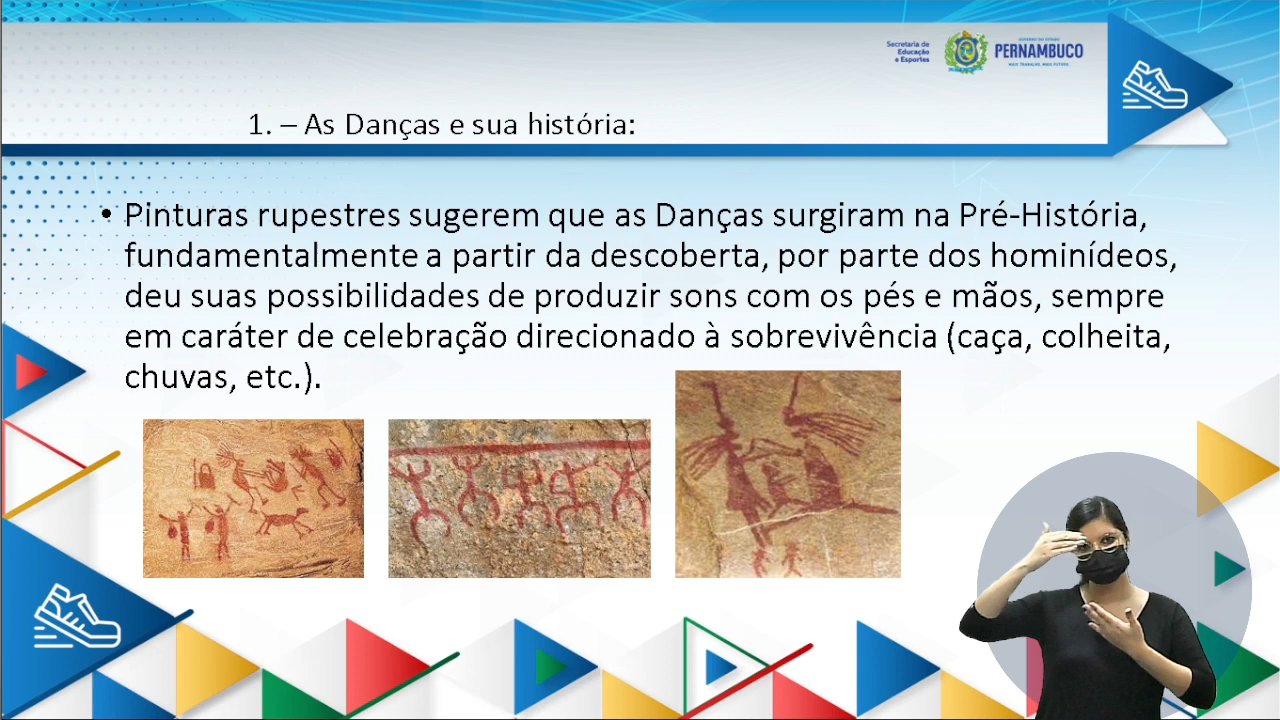 Secretaria de
Educação
e Esportes
GOVERNO DO ESTADO
PERNAMBUCO
MAIS TRABALHO, MAIS FUTURO.
1. – As Danças e sua história:
• Pinturas rupestres sugerem que as Danças surgiram na Pré-História,
fundamentalmente a partir da descoberta, por parte dos hominídeos,
deu suas possibilidades de produzir sons com os pés e mãos, sempre
em caráter de celebração direcionado à sobrevivência (caça, colheita,
chuvas, etc.).